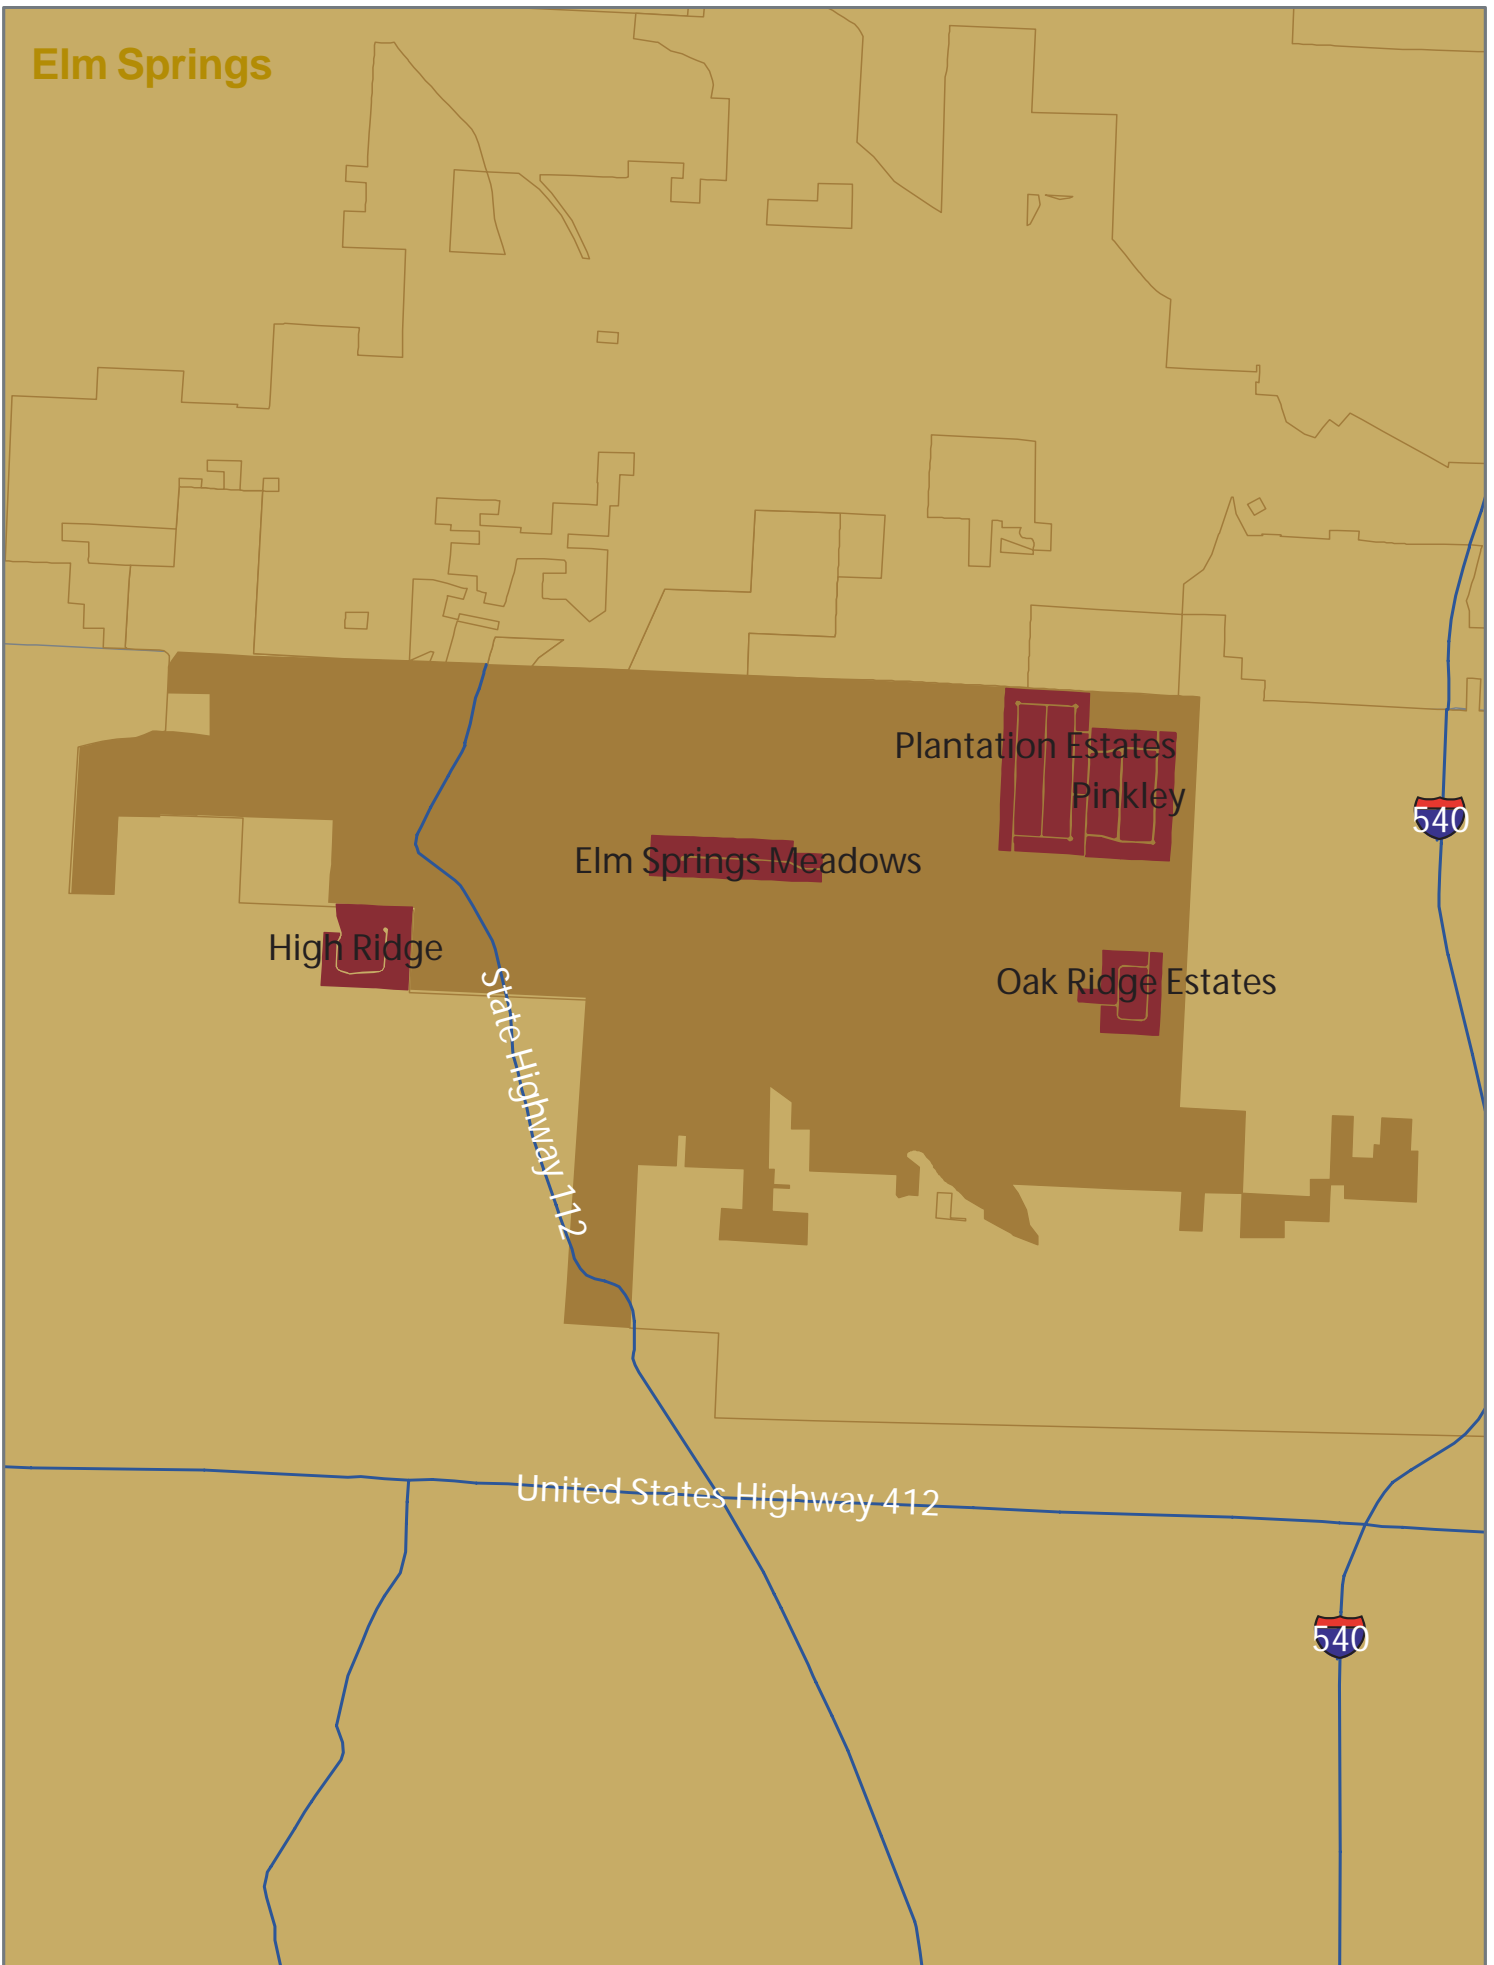 Elm Springs
Plantation Estates
Pinkley
540
Elm Springs Meadows
High Ridge
Oak Ridge Estates
State Highway 112
United States Highway 412
540